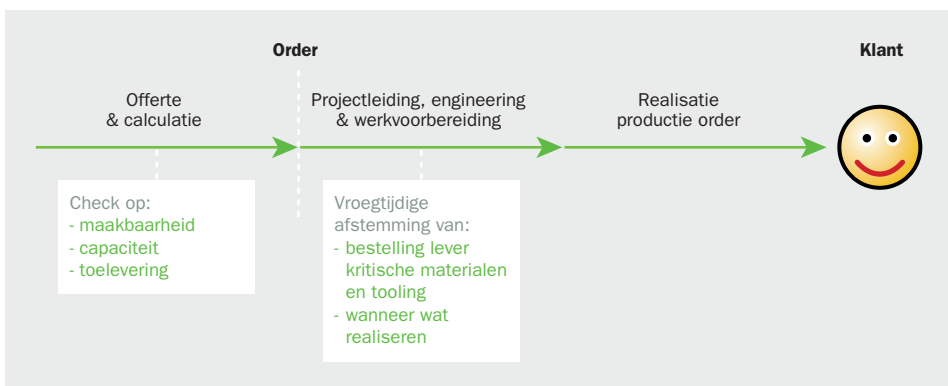 Order
Klant
Offerte
& calculatie
Projectleiding, engineering
& werkvoorbereiding
Realisatie
productie order
Check op:
- maakbaarheid
- capaciteit
- toelevering
Vroegtijdige
afstemming van:
- bestelling lever
kritische materialen
en tooling
- wanneer wat
realiseren